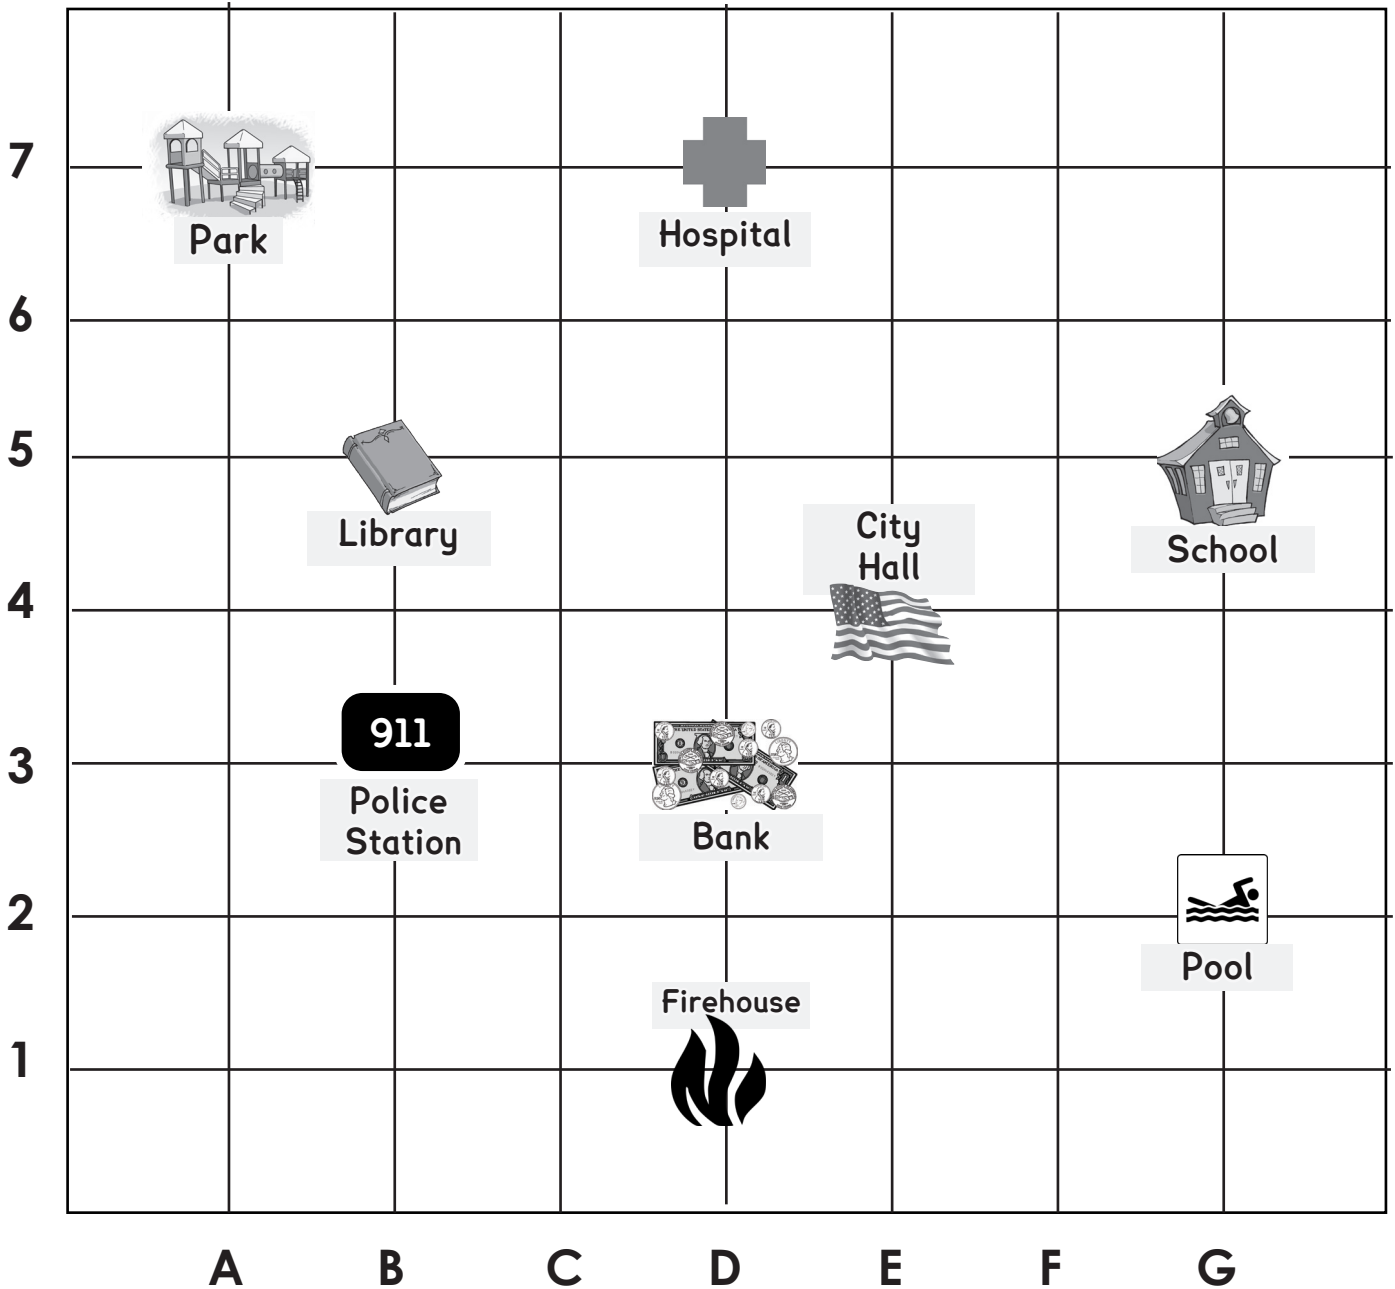 7
Park
Hospital
6
5
Library
City
Hall
School
4
911
3
Police
Station
Bank
2
Pool
Firehouse
1
A B C D E F G